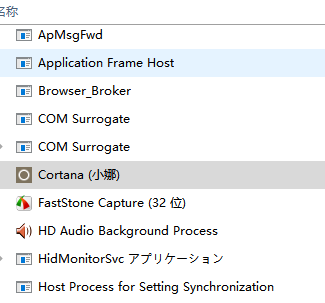 名称
ApMsgFwd
Application Frame Host
Browser_Broker
COM Surrogate
COM Surrogate
Cortana (小娜)
FastStone Capture (32 位)
HD Audio Background Process
HidMonitorSvc アプリケーション
Host Process for Setting Synchronization